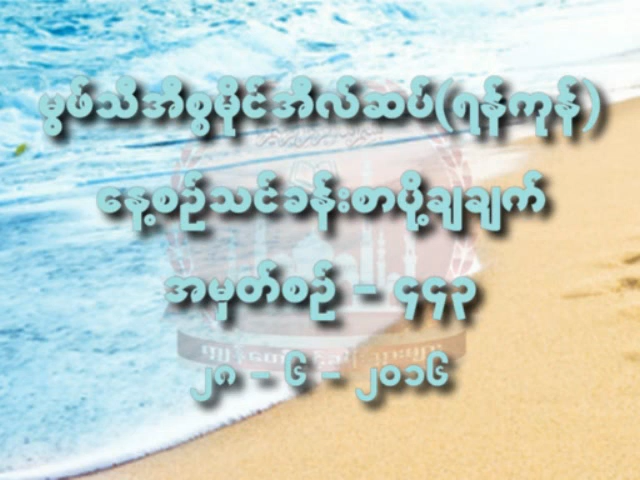 မွဖ်သီအိစွမိုင်အိလ်ဆပ်(ရန်ကုန်)
နေ့စဉ်သင်ခန်းစာပို့ချချက်
အမှတ်စဉ် - ၄၄၃
၂၈ - ၆ - ၂၀၁၆